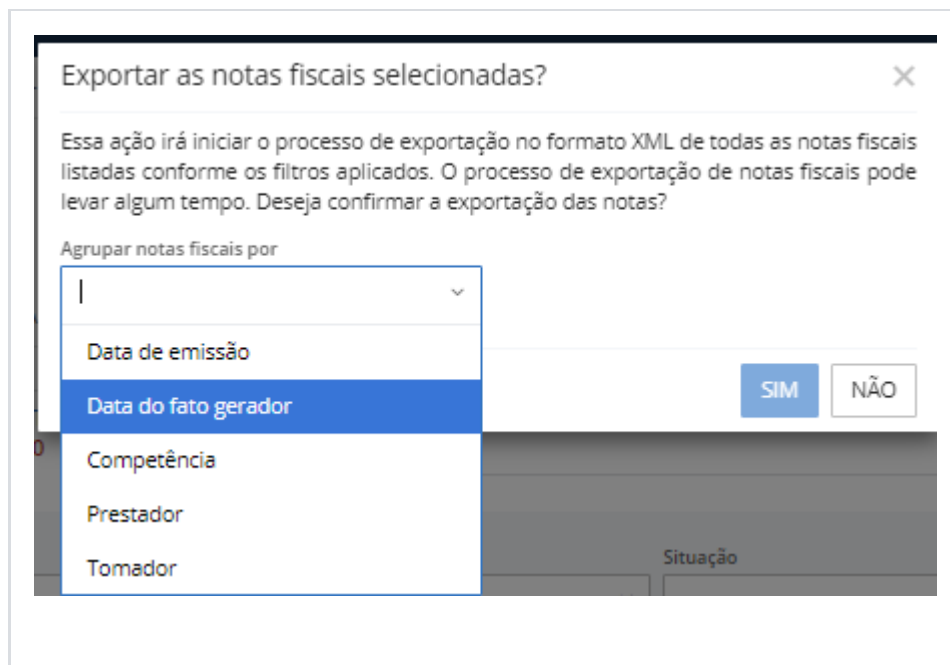 Exportar as notas fiscais selecionadas?
Essa ação irá iniciar o processo de exportação no formato XML de todas as notas fiscais
listadas conforme os filtros aplicados. O processo de exportação de notas fiscais pode
levar algum tempo. Deseja confirmar a exportação das notas?
Agrupar notas fiscais por
Data de emissão
Data do fato gerador
SIM
NÃO
0
Competência
Prestador
Tomador
Situação